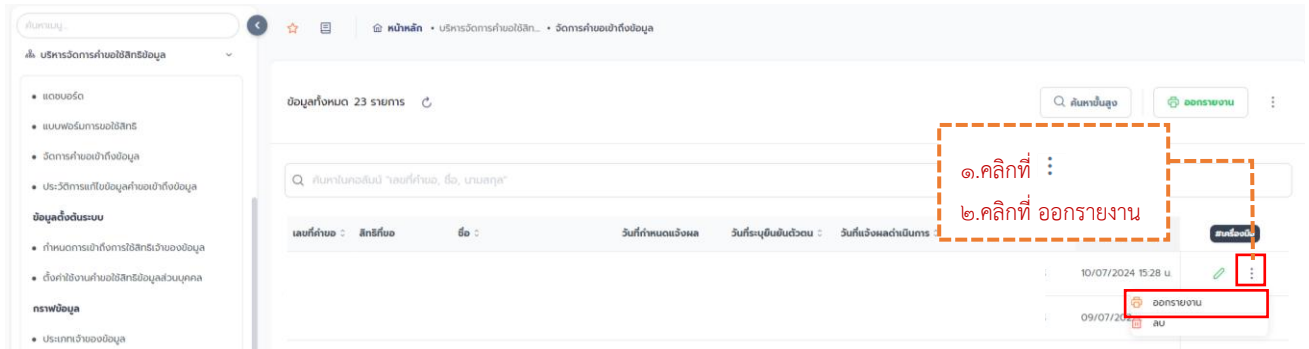 ค้นหาเมนู...
บริหารจัดการคำขอใช้สิทธิข้อมูล
แดชบอร์ด
แบบฟอร์มการขอใช้สิทธิ
จัดการคำขอเข้าถึงข้อมูล
ประวัติการแก้ไขข้อมูลคำขอเข้าถึงข้อมูล
ข้อมูลตั้งต้นระบบ
กำหนดการเข้าถึงการใช้สิทธิเจ้าของข้อมูล
ตั้งค่าใช้งานคำขอใช้สิทธิข้อมูลส่วนบุคคล
กราฟข้อมูล
ประเภทเจ้าของข้อมูล
หน้าหลัก • บริหารจัดการคำขอใช้สิท... • จัดการคำขอเข้าถึงข้อมูล
ข้อมูลทั้งหมด 23 รายการ
ค้นหาขั้นสูง ออกรายงาน
ค้นหาในคอลัมน์ "เลขที่คำขอ, ชื่อ, นามสกุล"
๑.คลิกที่ ⋮
๒.คลิกที่ ออกรายงาน
เลขที่คำขอ สิทธิที่ขอ ชื่อ วันที่กำหนดแจ้งผล วันที่ระบุยืนยันตัวตน วันที่แจ้งผลดำเนินการ #เครื่องมือ
10/07/2024 15:28 น.
ออกรายงาน
09/07/202
ลบ